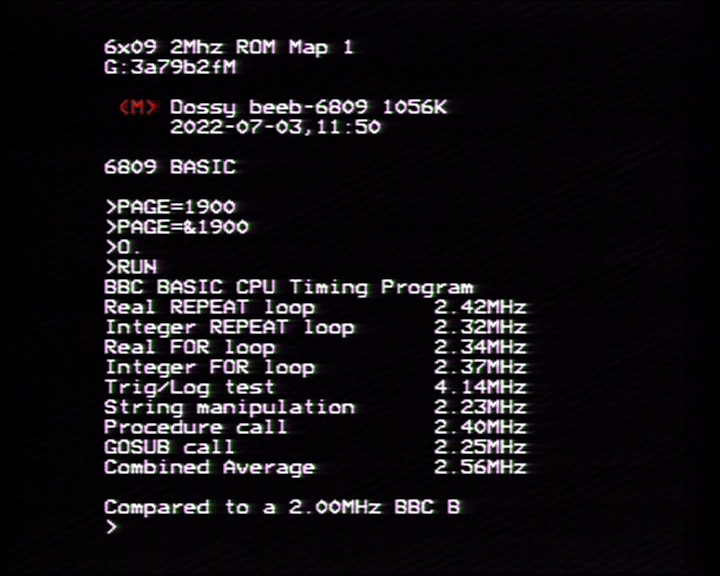 6x09 2Mhz ROM Map 1
G:3a79b2fM
(M) Dossy beeb-6809 1056K
2022-07-03,11:50
6809 BASIC
>PAGE=1900
>PAGE=&1900
>O.
>RUN
BBC BASIC CPU Timing Program
Real REPEAT loop 2.42MHz
Integer REPEAT loop 2.32MHz
Real FOR loop 2.34MHz
Integer FOR loop 2.37MHz
Trig/Log test 4.14MHz
String manipulation 2.23MHz
Procedure call 2.40MHz
GOSUB call 2.25MHz
Combined Average 2.56MHz
Compared to a 2.00MHz BBC B
>